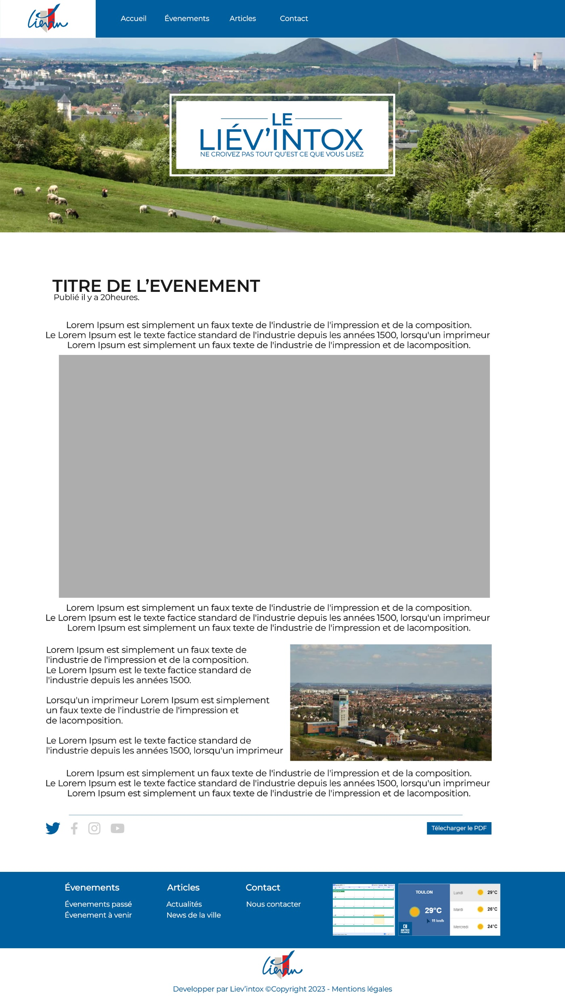 Liévin
Accueil Évenements Articles Contact
LE
LIÉV’INTOX
NE CROIVEZ PAS TOUT QU’EST CE QUE VOUS LISEZ
TITRE DE L’EVENEMENT
Publié il y a 20heures.
Lorem Ipsum est simplement un faux texte de l'industrie de l'impression et de la composition.
Le Lorem Ipsum est le texte factice standard de l'industrie depuis les années 1500, lorsqu'un imprimeur
Lorem Ipsum est simplement un faux texte de l'industrie de l'impression et de lacomposition.
Lorem Ipsum est simplement un faux texte de l'industrie de l'impression et de la composition.
Le Lorem Ipsum est le texte factice standard de l'industrie depuis les années 1500, lorsqu'un imprimeur
Lorem Ipsum est simplement un faux texte de l'industrie de l'impression et de lacomposition.
Lorem Ipsum est simplement un faux texte de
l'industrie de l'impression et de la composition.
Le Lorem Ipsum est le texte factice standard de
l'industrie depuis les années 1500.
Lorsqu'un imprimeur Lorem Ipsum est simplement
un faux texte de l'industrie de l'impression et
de lacomposition.
Le Lorem Ipsum est le texte factice standard de
l'industrie depuis les années 1500, lorsqu'un imprimeur
Lorem Ipsum est simplement un faux texte de l'industrie de l'impression et de la composition.
Le Lorem Ipsum est le texte factice standard de l'industrie depuis les années 1500, lorsqu'un imprimeur
Lorem Ipsum est simplement un faux texte de l'industrie de l'impression et de lacomposition.
Télecharger le PDF
Évenements
Évenements passé
Évenement à venir
Articles
Actualités
News de la ville
Contact
Nous contacter
TOULON
29°C
11 km/h
METEO
FRANCE
Lundi 29°C
Mardi 26°C
Mercredi 24°C
Liévin
Developper par Liev’intox ©Copyright 2023 - Mentions légales